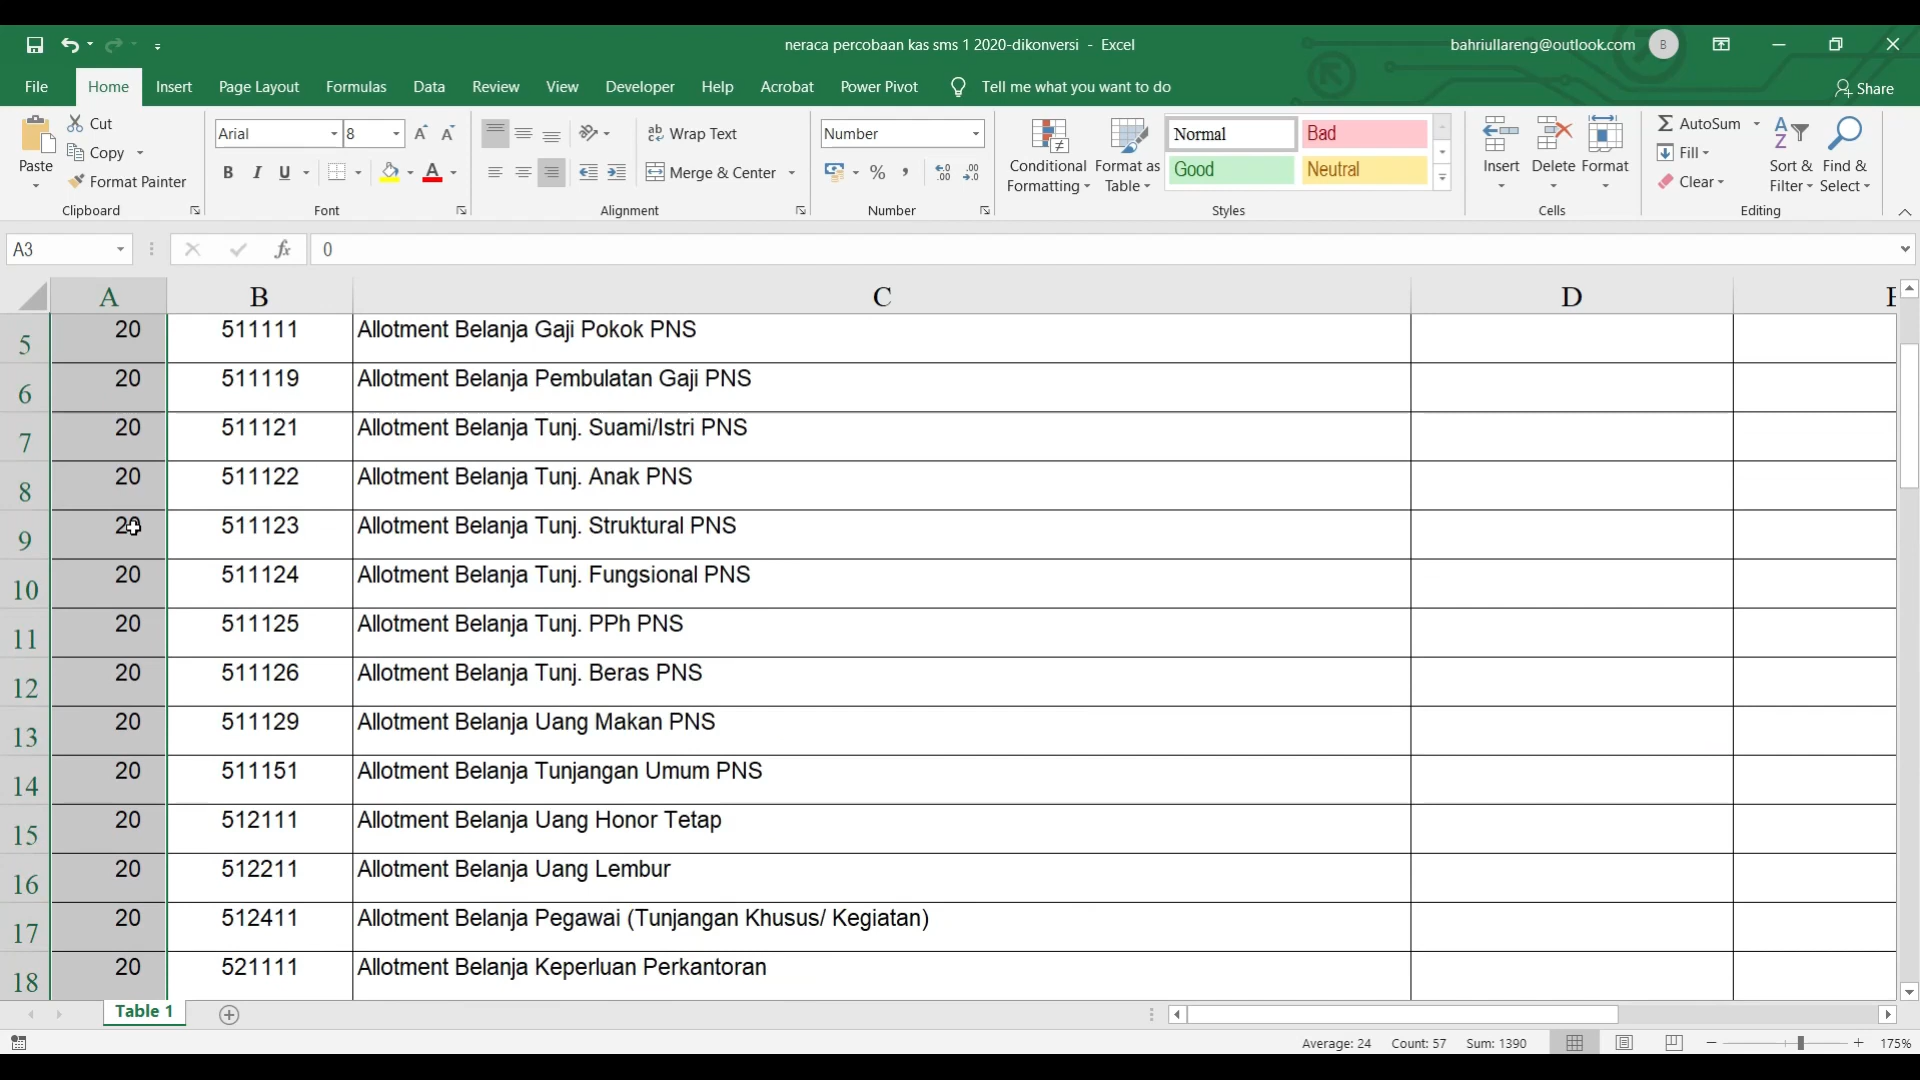 neraca percobaan kas sms 1 2020-dikonversi - Excel
bahriullareng@outlook.com
B
File Home Insert Page Layout Formulas Data Review View Developer Help Acrobat Power Pivot Tell me what you want to do Share
Paste
Cut
Copy
Format Painter
Clipboard
Arial 8
B I U
Font
Wrap Text
Merge & Center
Alignment
Number
% ,
Number
Conditional Formatting
Format as Table
Normal Bad
Good Neutral
Styles
Insert Delete Format
Cells
AutoSum
Fill
Clear
Sort & Filter
Find & Select
Editing
A3 fx 0
A B C D
5 20 511111 Allotment Belanja Gaji Pokok PNS
6 20 511119 Allotment Belanja Pembulatan Gaji PNS
7 20 511121 Allotment Belanja Tunj. Suami/Istri PNS
8 20 511122 Allotment Belanja Tunj. Anak PNS
9 20 511123 Allotment Belanja Tunj. Struktural PNS
10 20 511124 Allotment Belanja Tunj. Fungsional PNS
11 20 511125 Allotment Belanja Tunj. PPh PNS
12 20 511126 Allotment Belanja Tunj. Beras PNS
13 20 511129 Allotment Belanja Uang Makan PNS
14 20 511151 Allotment Belanja Tunjangan Umum PNS
15 20 512111 Allotment Belanja Uang Honor Tetap
16 20 512211 Allotment Belanja Uang Lembur
17 20 512411 Allotment Belanja Pegawai (Tunjangan Khusus/ Kegiatan)
18 20 521111 Allotment Belanja Keperluan Perkantoran
Table 1
Average: 24 Count: 57 Sum: 1390 175%